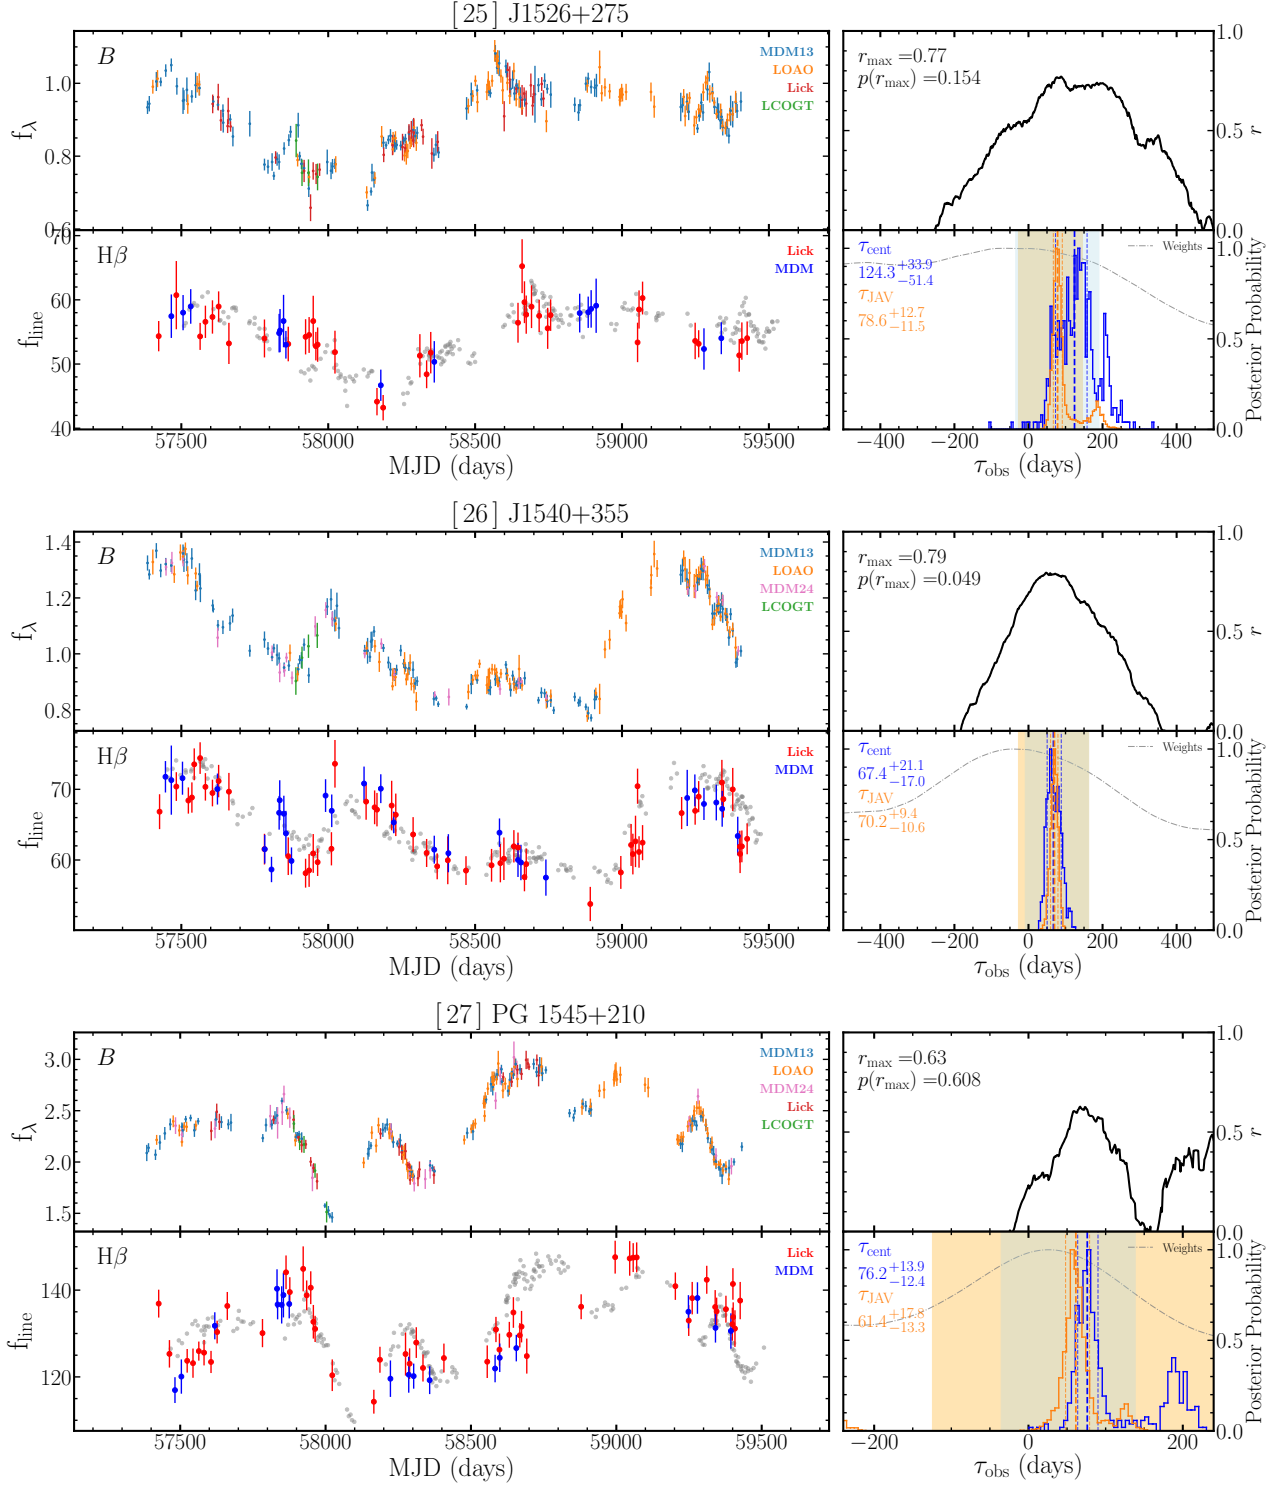 [25] J1526+275
B
MDM13
LOAO
Lick
LCOGT
1.0
0.8
0.6
fλ
r_max =0.77
p(r_max) =0.154
1.0
0.5
0.0
r
Hβ
Lick
MDM
70
60
50
40
f_line
57500 58000 58500 59000 59500
MJD (days)
τ_cent
124.3 +33.9 −51.4
τ_JAV
78.6 +12.7 −11.5
Weights
1.0
0.5
0.0
Posterior Probability
−400 −200 0 200 400
τ_obs (days)
[26] J1540+355
B
MDM13
LOAO
MDM24
LCOGT
1.4
1.2
1.0
0.8
fλ
r_max =0.79
p(r_max) =0.049
1.0
0.5
0.0
r
Hβ
Lick
MDM
70
60
f_line
57500 58000 58500 59000 59500
MJD (days)
τ_cent
67.4 +21.1 −17.0
τ_JAV
70.2 +9.4 −10.6
Weights
1.0
0.5
0.0
Posterior Probability
−400 −200 0 200 400
τ_obs (days)
[27] PG 1545+210
B
MDM13
LOAO
MDM24
Lick
LCOGT
3.0
2.5
2.0
1.5
fλ
r_max =0.63
p(r_max) =0.608
1.0
0.5
0.0
r
Hβ
Lick
MDM
140
120
f_line
57500 58000 58500 59000 59500
MJD (days)
τ_cent
76.2 +13.9 −12.4
τ_JAV
61.4 +17.8 −13.3
Weights
1.0
0.5
0.0
Posterior Probability
−200 0 200
τ_obs (days)